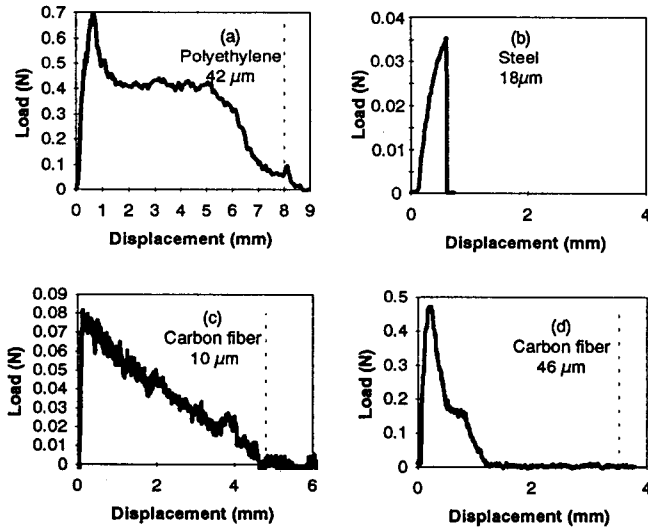 0.7
0.6
0.5
0.4
0.3
0.2
0.1
0
Load (N)
(a)
Polyethylene
42 µm
0 1 2 3 4 5 6 7 8 9
Displacement (mm)
0.04
0.03
0.02
0.01
0.00
Load (N)
(b)
Steel
18µm
0 2 4
Displacement (mm)
0.09
0.08
0.07
0.06
0.05
0.04
0.03
0.02
0.01
0
Load (N)
(c)
Carbon fiber
10 µm
0 2 4 6
Displacement (mm)
0.5
0.4
0.3
0.2
0.1
0
Load (N)
(d)
Carbon fiber
46 µm
0 2 4
Displacement (mm)